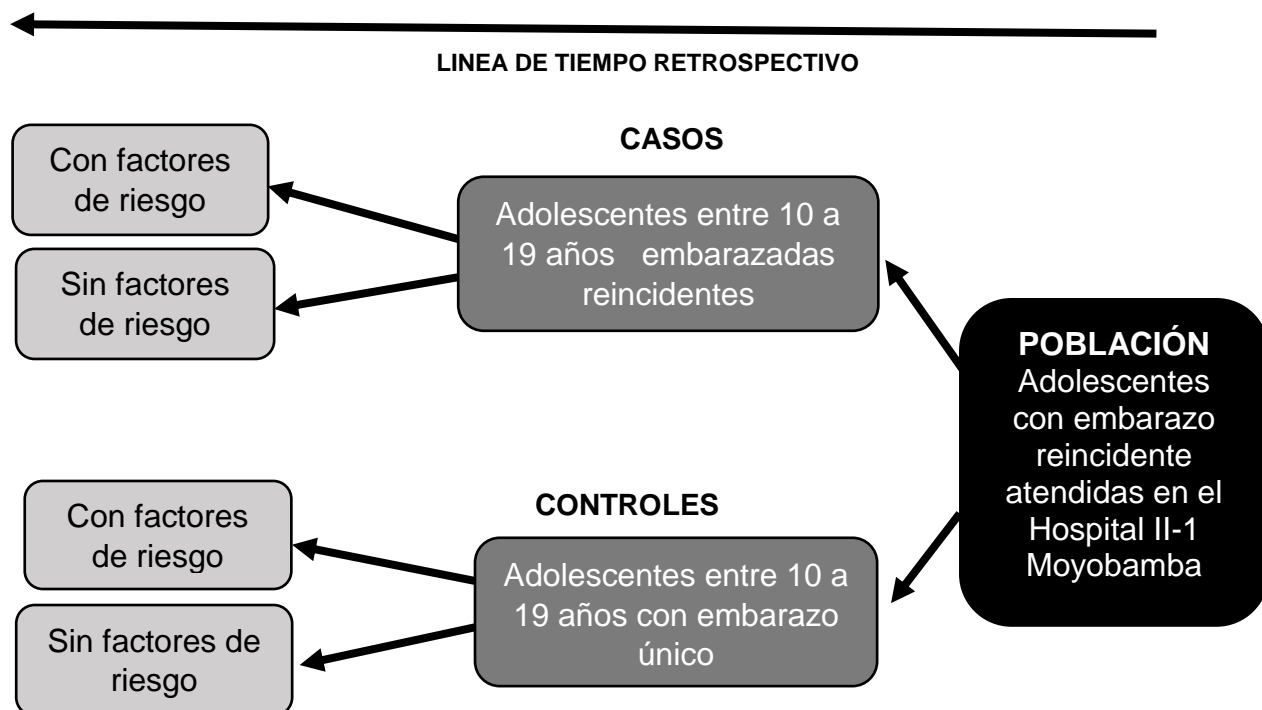 LINEA DE TIEMPO RETROSPECTIVO
CASOS
Con factores
de riesgo
Adolescentes entre 10 a
19 años embarazadas
reincidentes
Sin factores
de riesgo
POBLACIÓN
Adolescentes
con embarazo
reincidente
atendidas en el
Hospital II-1
Moyobamba
CONTROLES
Con factores
de riesgo
Adolescentes entre 10 a
19 años con embarazo
único
Sin factores de
riesgo